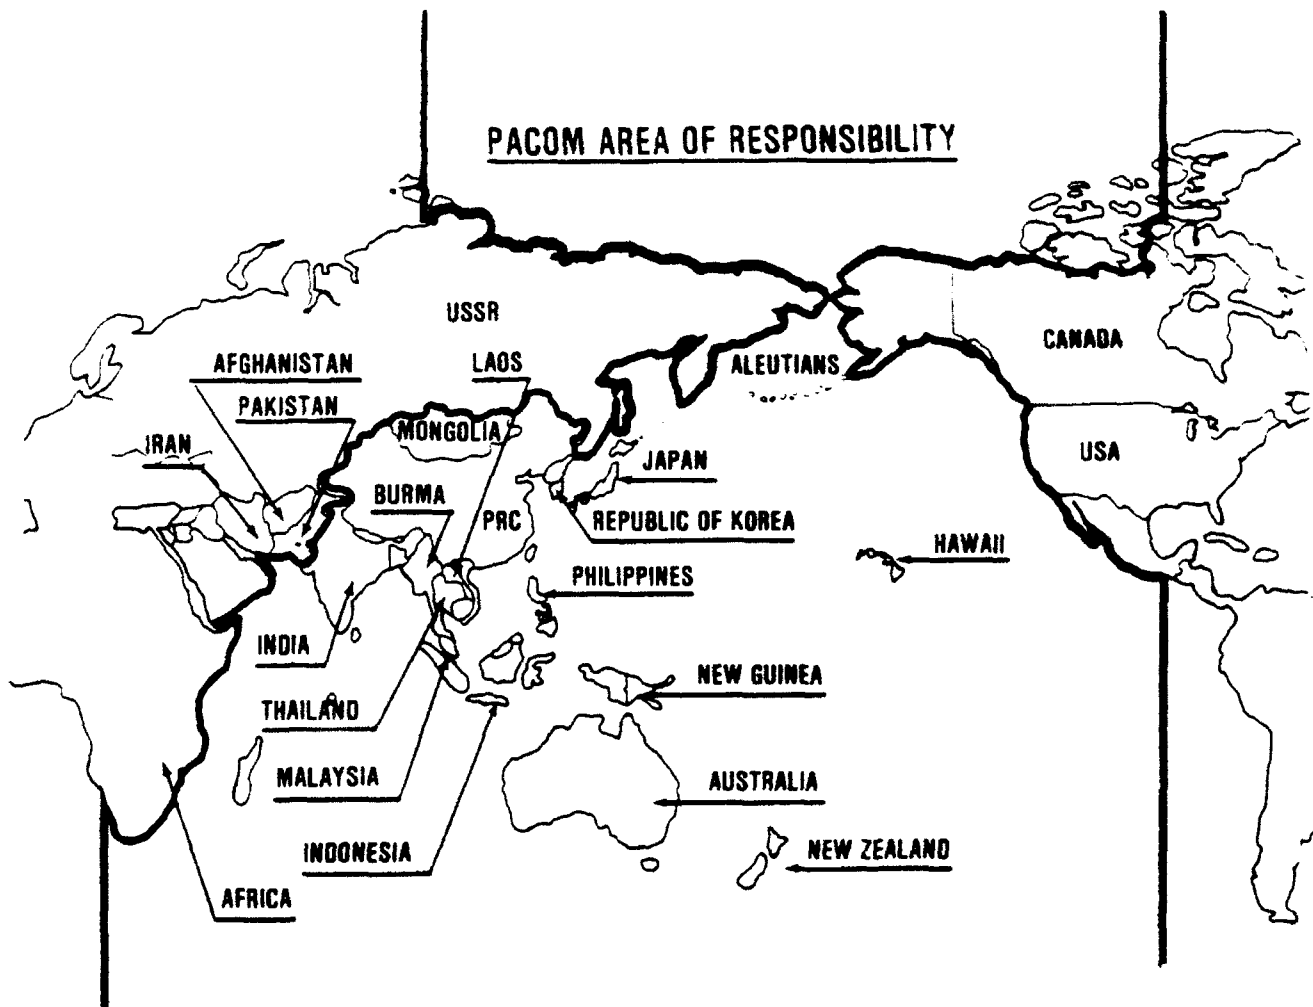 PACOM AREA OF RESPONSIBILITY
USSR
CANADA
AFGHANISTAN
LAOS
ALEUTIANS
PAKISTAN
MONGOLIA
IRAN
USA
JAPAN
BURMA
PRC
REPUBLIC OF KOREA
HAWAII
PHILIPPINES
INDIA
NEW GUINEA
THAILAND
MALAYSIA
AUSTRALIA
INDONESIA
NEW ZEALAND
AFRICA